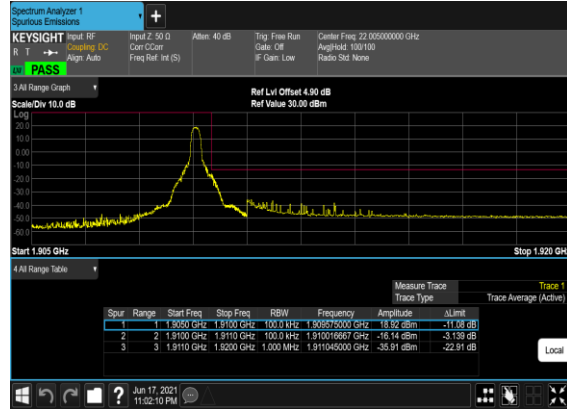 Spectrum Analyzer 1
Spurious Emissions
KEYSIGHT Input: RF Input Z: 50 Ω Atten: 40 dB Trig: Free Run Center Freq: 22.005000000 GHz
R T Coupling: DC Corr CCorr Gate: Off Avg|Hold: 100/100
Align: Auto Freq Ref: Int (S) IF Gain: Low Radio Std: None
PASS
3 All Range Graph
Ref Lvl Offset 4.90 dB
Scale/Div 10.0 dB Ref Value 30.00 dBm
Log
20.0
10.0
0.00
-10.0
-20.0
-30.0
-40.0
-50.0
-60.0
Start 1.905 GHz Stop 1.920 GH
4 All Range Table
Measure Trace Trace 1
Trace Type Trace Average (Active)
Spur Range Start Freq Stop Freq RBW Frequency Amplitude ΔLimit
1 1 1.9050 GHz 1.9100 GHz 100.0 kHz 1.909575000 GHz 18.92 dBm -11.08 dB
2 2 1.9100 GHz 1.9110 GHz 100.0 kHz 1.910016667 GHz -16.14 dBm -3.139 dB
3 3 1.9110 GHz 1.9200 GHz 1.000 MHz 1.911045000 GHz -35.91 dBm -22.91 dB
Local
? Jun 17, 2021
11:02:10 PM